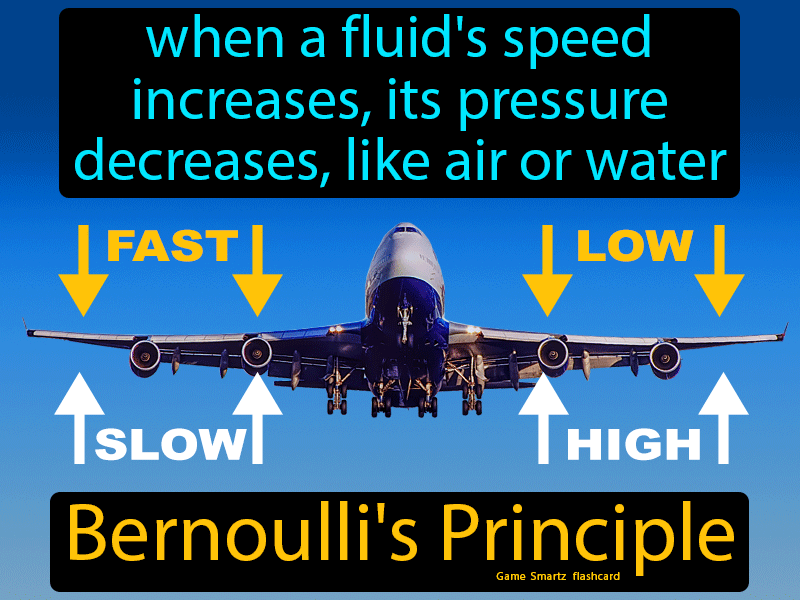 when a fluid's speed
increases, its pressure
decreases, like air or water
FAST
LOW
SLOW
HIGH
Bernoulli's Principle
Game Smartz flashcard